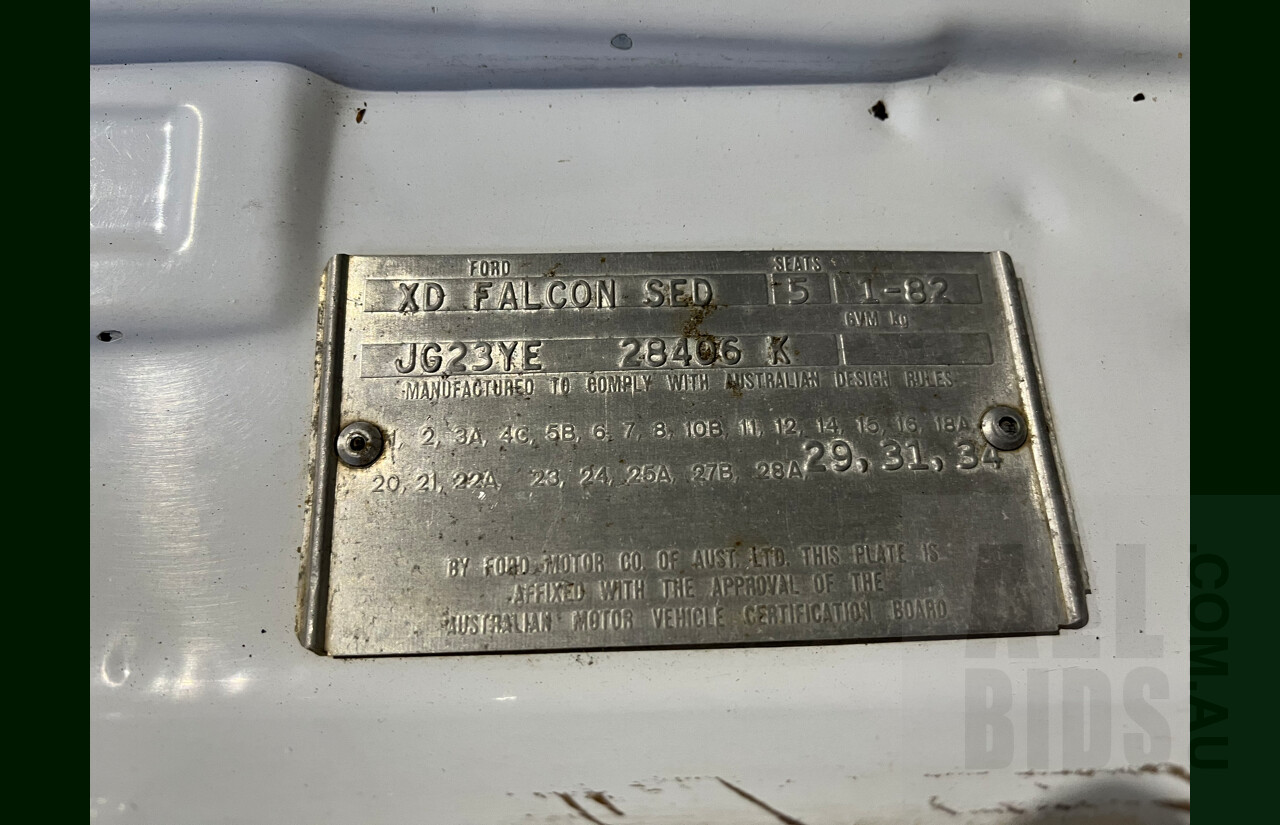 FORD SEATS
XD FALCON SED 5 1-82
GVM kg
JG23YE 28406 K
MANUFACTURED TO COMPLY WITH AUSTRALIAN DESIGN RULES
1, 2, 3A, 4C, 5B, 6, 7, 8, 10B, 11, 12, 14, 15, 16, 18A,
20, 21, 22A, 23, 24, 25A, 27B, 28A, 29, 31, 34
BY FORD MOTOR CO. OF AUST. LTD. THIS PLATE IS
AFFIXED WITH THE APPROVAL OF THE
AUSTRALIAN MOTOR VEHICLE CERTIFICATION BOARD
ALL
BIDS
.COM.AU